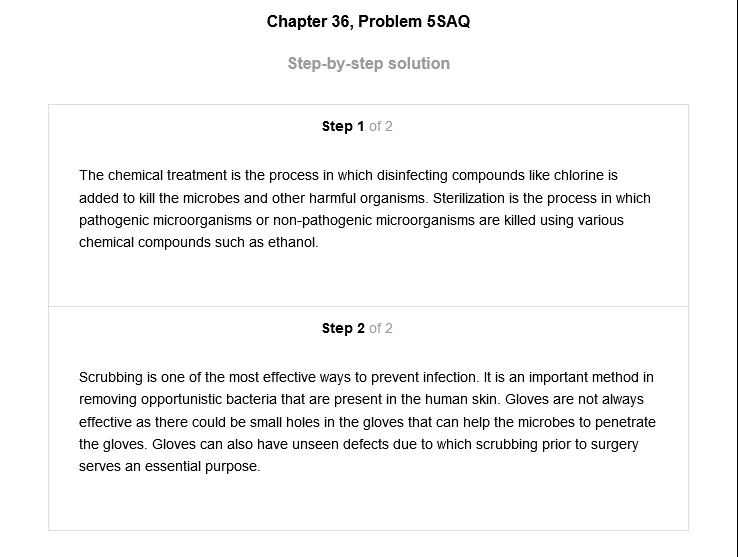 Chapter 36, Problem 5SAQ
Step-by-step solution
Step 1 of 2
The chemical treatment is the process in which disinfecting compounds like chlorine is
added to kill the microbes and other harmful organisms. Sterilization is the process in which
pathogenic microorganisms or non-pathogenic microorganisms are killed using various
chemical compounds such as ethanol.
Step 2 of 2
Scrubbing is one of the most effective ways to prevent infection. It is an important method in
removing opportunistic bacteria that are present in the human skin. Gloves are not always
effective as there could be small holes in the gloves that can help the microbes to penetrate
the gloves. Gloves can also have unseen defects due to which scrubbing prior to surgery
serves an essential purpose.